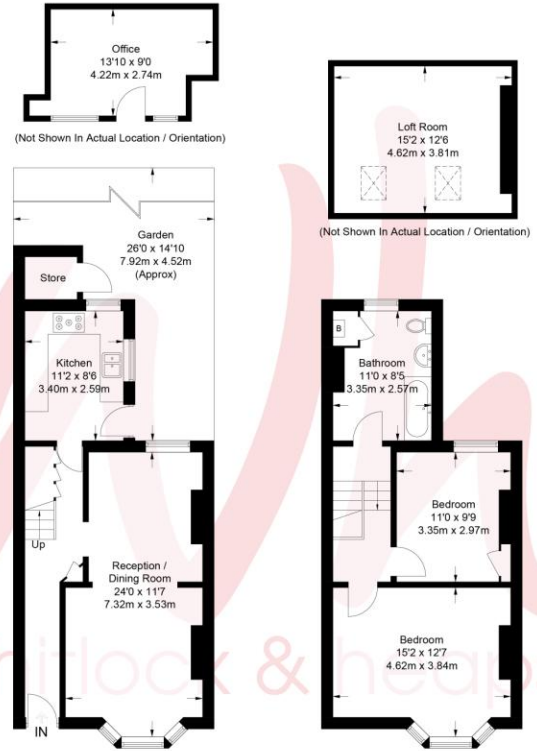 Office
13'10 x 9'0
4.22m x 2.74m
(Not Shown In Actual Location / Orientation)
Loft Room
15'2 x 12'6
4.62m x 3.81m
(Not Shown In Actual Location / Orientation)
Garden
26'0 x 14'10
7.92m x 4.52m
(Approx)
Store
Kitchen
11'2 x 8'6
3.40m x 2.59m
Up
Reception /
Dining Room
24'0 x 11'7
7.32m x 3.53m
IN
B
Bathroom
11'0 x 8'5
3.35m x 2.57m
Bedroom
11'0 x 9'9
3.35m x 2.97m
Bedroom
15'2 x 12'7
4.62m x 3.84m
hitlock & heap